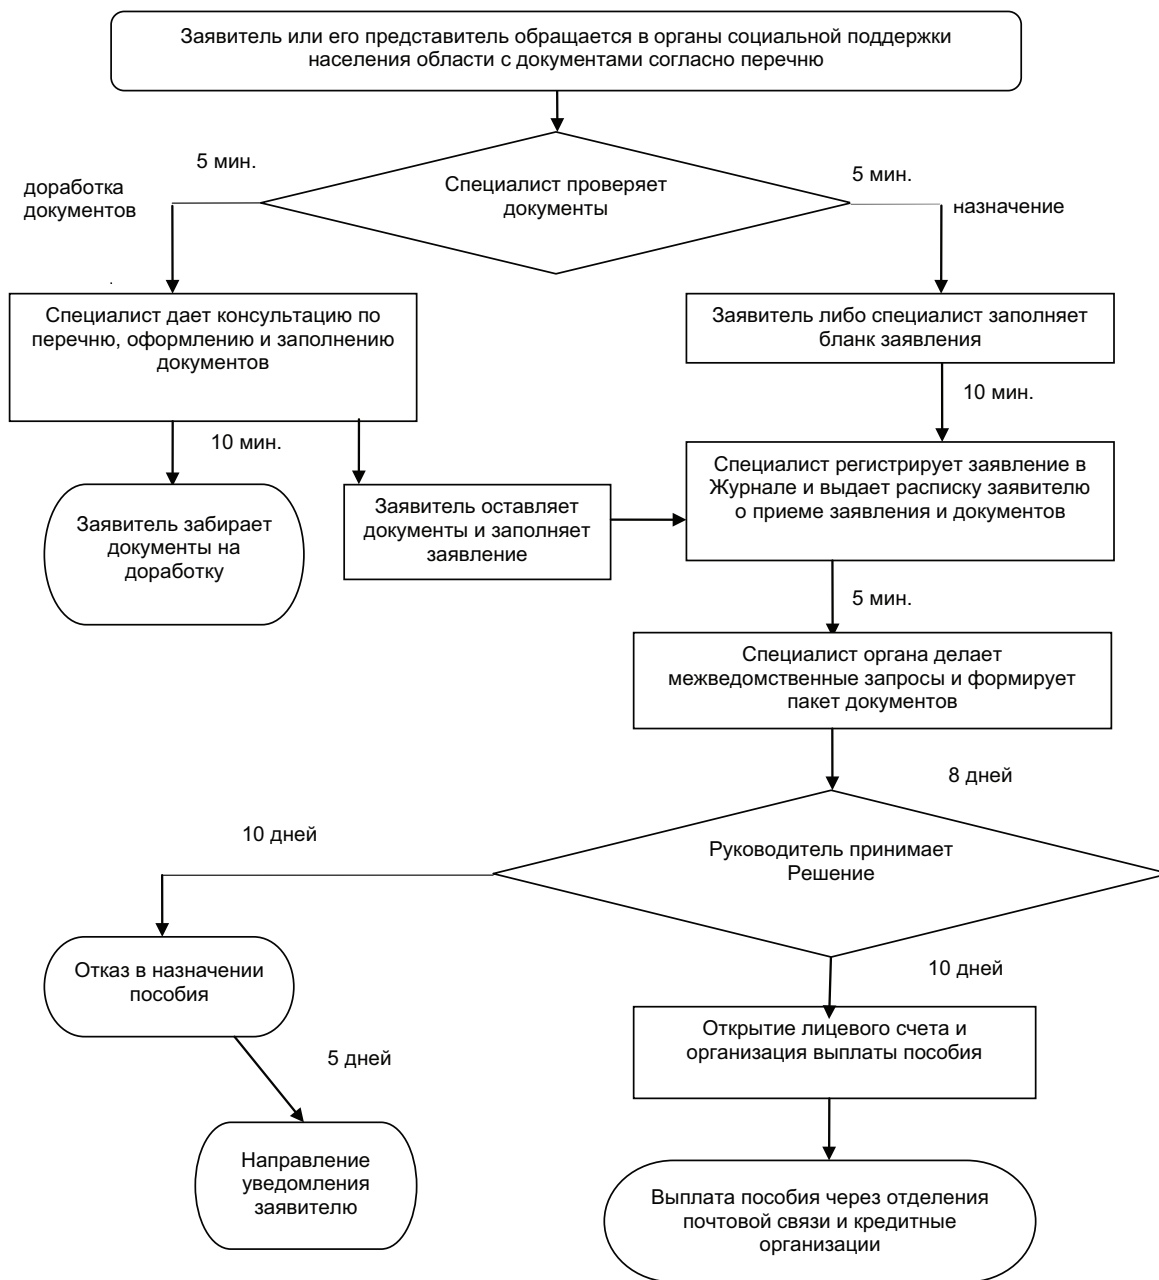 Заявитель или его представитель обращается в органы социальной поддержки
населения области с документами согласно перечню
5 мин.
5 мин.
Специалист проверяет
документы
доработка
документов
назначение
Специалист дает консультацию по
перечню, оформлению и заполнению
документов
Заявитель либо специалист заполняет
бланк заявления
10 мин.
10 мин.
Специалист регистрирует заявление в
Журнале и выдает расписку заявителю
о приеме заявления и документов
Заявитель оставляет
документы и заполняет
заявление
Заявитель забирает
документы на
доработку
5 мин.
Специалист органа делает
межведомственные запросы и формирует
пакет документов
8 дней
10 дней
Руководитель принимает
Решение
Отказ в назначении
пособия
10 дней
Открытие лицевого счета и
организация выплаты пособия
5 дней
Направление
уведомления
заявителю
Выплата пособия через отделения
почтовой связи и кредитные
организации